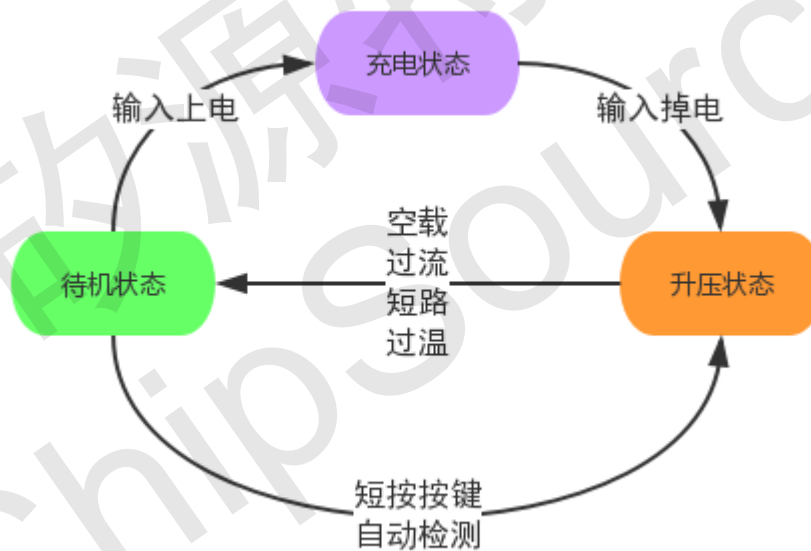 充电状态
输入上电
输入掉电
空载
过流
短路
过温
待机状态
升压状态
短按按键
自动检测